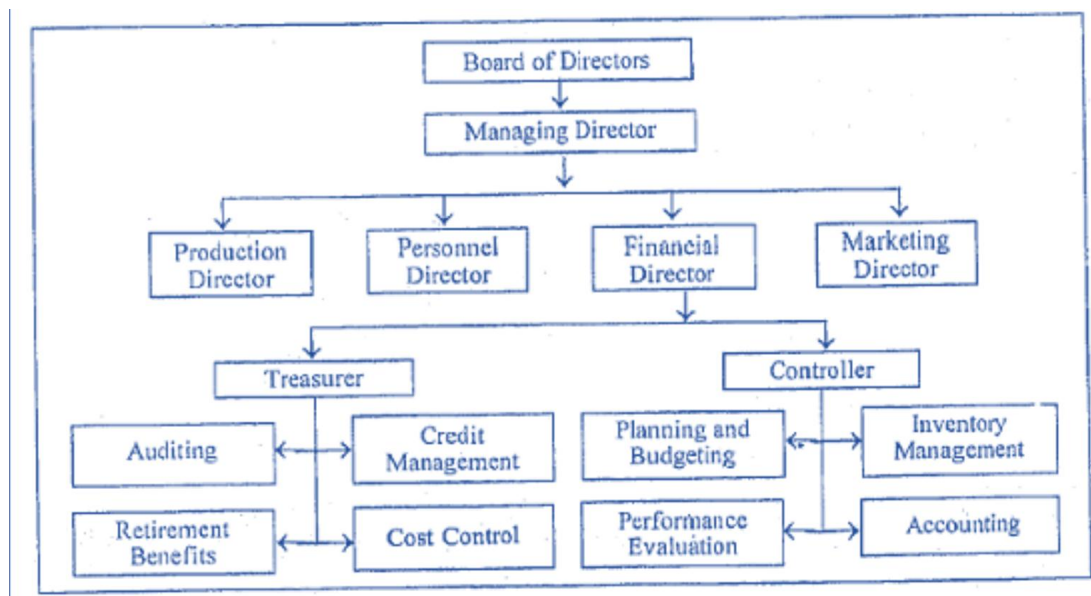 Board of Directors
Managing Director
Production
Director
Personnel
Director
Financial
Director
Marketing
Director
Treasurer
Controller
Auditing
Credit
Management
Planning and
Budgeting
Inventory
Management
Retirement
Benefits
Cost Control
Performance
Evaluation
Accounting